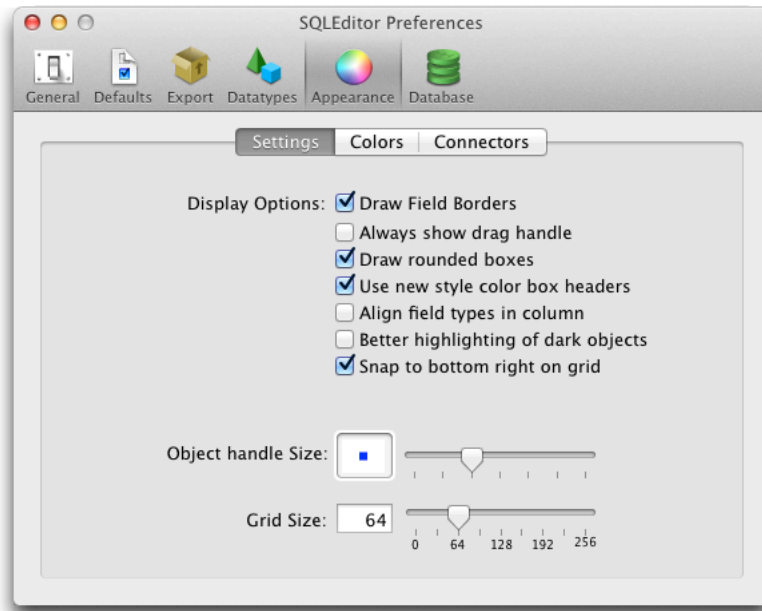 SQLEditor Preferences
General Defaults Export Datatypes Appearance Database
Settings Colors Connectors
Display Options: Draw Field Borders
Always show drag handle
Draw rounded boxes
Use new style color box headers
Align field types in column
Better highlighting of dark objects
Snap to bottom right on grid
Object handle Size:
Grid Size: 64
0 64 128 192 256